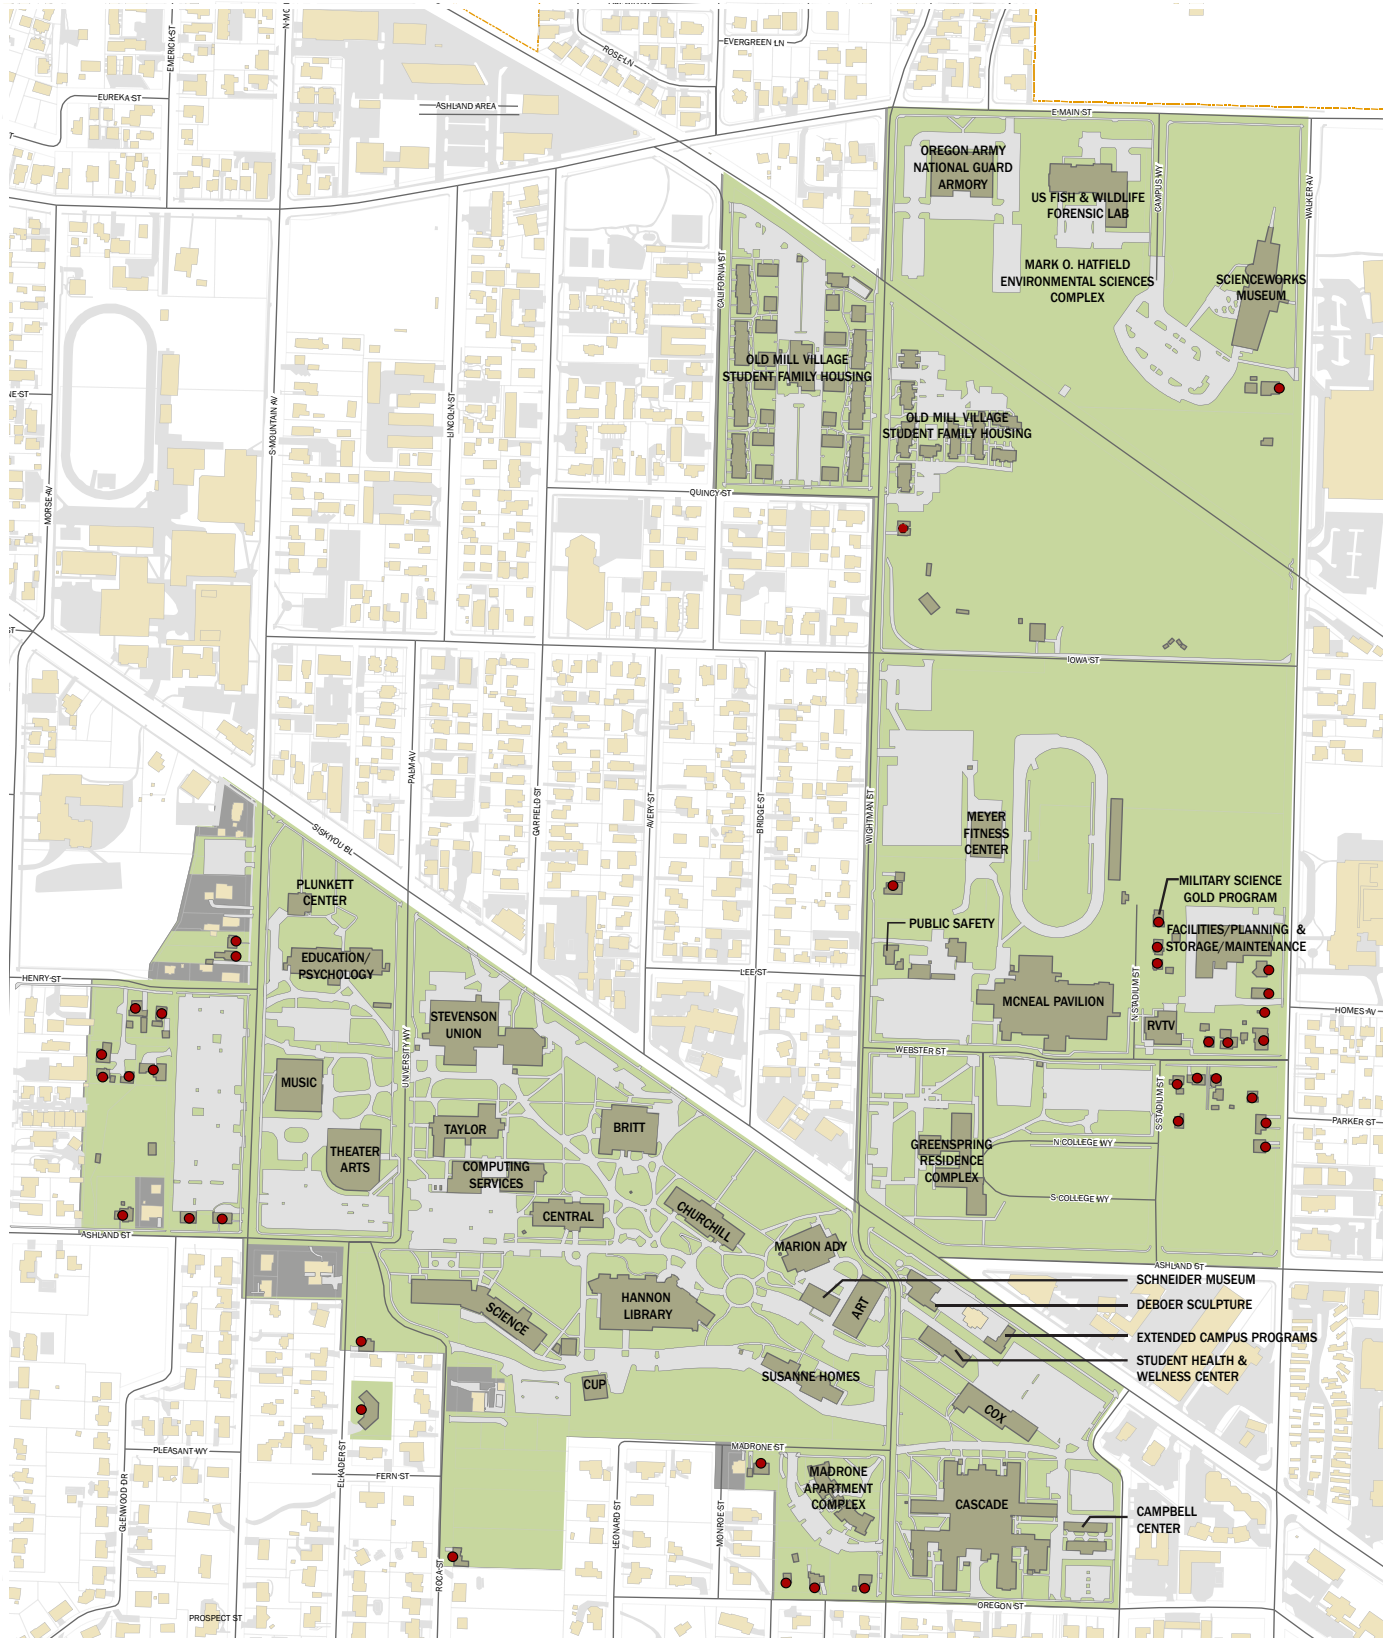 EMERICK ST
EVERGREEN LN
ROSE LN
EUREKA ST
ASHLAND AREA
E MAIN ST
OREGON ARMY
NATIONAL GUARD
ARMORY
US FISH & WILDLIFE
FORENSIC LAB
CAMPUS WY
WALKER AV
MARK O. HATFIELD
ENVIRONMENTAL SCIENCES
COMPLEX
SCIENCEWORKS
MUSEUM
CALIFORNIA ST
OLD MILL VILLAGE
STUDENT FAMILY HOUSING
OLD MILL VILLAGE
STUDENT FAMILY HOUSING
S MOUNTAIN AV
LINCOLN ST
MORSE AV
QUINCY ST
IOWA ST
PALM AV
GARFIELD ST
AVERY ST
BRIDGE ST
WIGHTMAN ST
SISKIYOU BL
MEYER
FITNESS
CENTER
PLUNKETT
CENTER
MILITARY SCIENCE
GOLD PROGRAM
PUBLIC SAFETY
FACILITIES/PLANNING &
STORAGE/MAINTENANCE
EDUCATION/
PSYCHOLOGY
HENRY ST
LEE ST
N STADIUM ST
MCNEAL PAVILION
STEVENSON
UNION
RVTV
HOMES AV
UNIVERSITY WY
WEBSTER ST
MUSIC
S STADIUM ST
TAYLOR
BRITT
PARKER ST
THEATER
ARTS
N COLLEGE WY
GREENSPRING
RESIDENCE
COMPLEX
COMPUTING
SERVICES
S COLLEGE WY
CENTRAL
CHURCHILL
ASHLAND ST
MARION ADY
ASHLAND ST
SCHNEIDER MUSEUM
HANNON
LIBRARY
ART
DEBOER SCULPTURE
SCIENCE
EXTENDED CAMPUS PROGRAMS
STUDENT HEALTH &
WELNESS CENTER
SUSANNE HOMES
CUP
COX
MADRONE ST
PLEASANT WY
FERN ST
EL KADER ST
GLENWOOD DR
MADRONE
APARTMENT
COMPLEX
CASCADE
CAMPBELL
CENTER
LEONARD ST
MONROE ST
ROCA ST
OREGON ST
PROSPECT ST